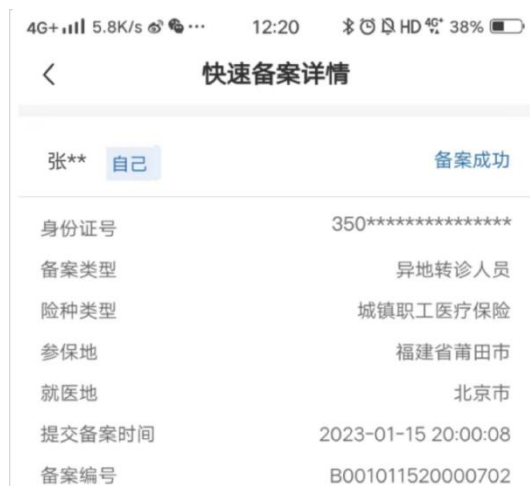 4G+ 5.8K/s ··· 12:20 HD 4G+ 38%
快速备案详情
张** 自己 备案成功
身份证号 350***************
备案类型 异地转诊人员
险种类型 城镇职工医疗保险
参保地 福建省莆田市
就医地 北京市
提交备案时间 2023-01-15 20:00:08
备案编号 B001011520000702